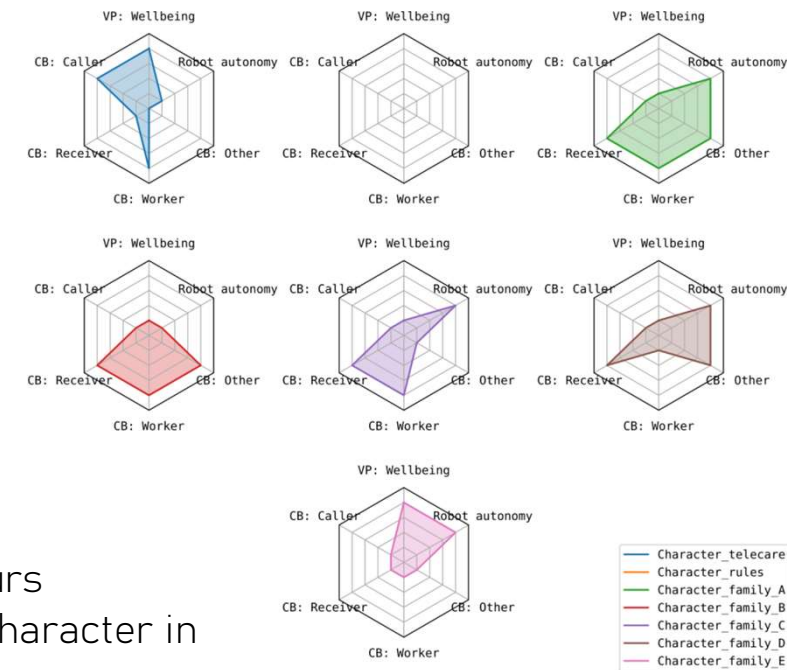 VP: Wellbeing VP: Wellbeing VP: Wellbeing
CB: Caller Robot autonomy CB: Caller Robot autonomy CB: Caller Robot autonomy
CB: Receiver CB: Other CB: Receiver CB: Other CB: Receiver CB: Other
CB: Worker CB: Worker CB: Worker
VP: Wellbeing VP: Wellbeing VP: Wellbeing
CB: Caller Robot autonomy CB: Caller Robot autonomy CB: Caller Robot autonomy
CB: Receiver CB: Other CB: Receiver CB: Other CB: Receiver CB: Other
CB: Worker CB: Worker CB: Worker
VP: Wellbeing
CB: Caller Robot autonomy
CB: Receiver CB: Other
CB: Worker
haracter in
Character_telecare
Character_rules
Character_family_A
Character_family_B
Character_family_C
Character_family_D
Character_family_E